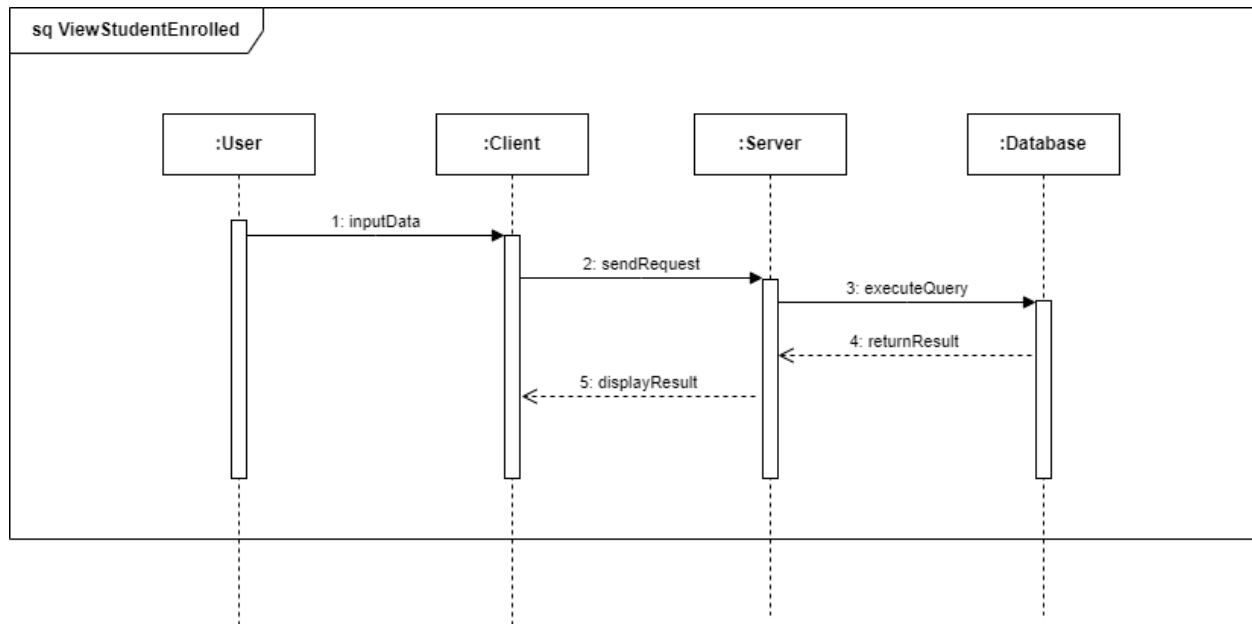 sq ViewStudentEnrolled
:User
:Client
:Server
:Database
1: inputData
2: sendRequest
3: executeQuery
4: returnResult
5: displayResult